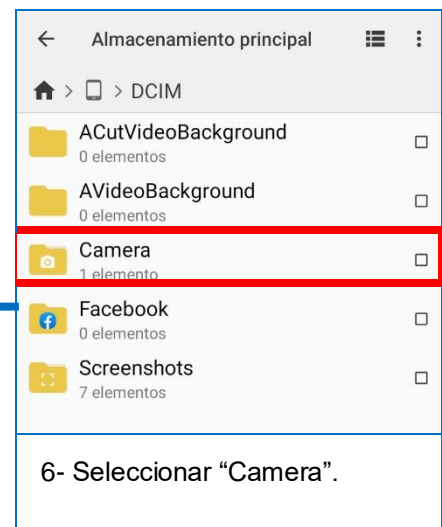 Almacenamiento principal
> DCIM
ACutVideoBackground
0 elementos
AVideoBackground
0 elementos
Camera
1 elemento
Facebook
0 elementos
Screenshots
7 elementos
6- Seleccionar “Camera”.